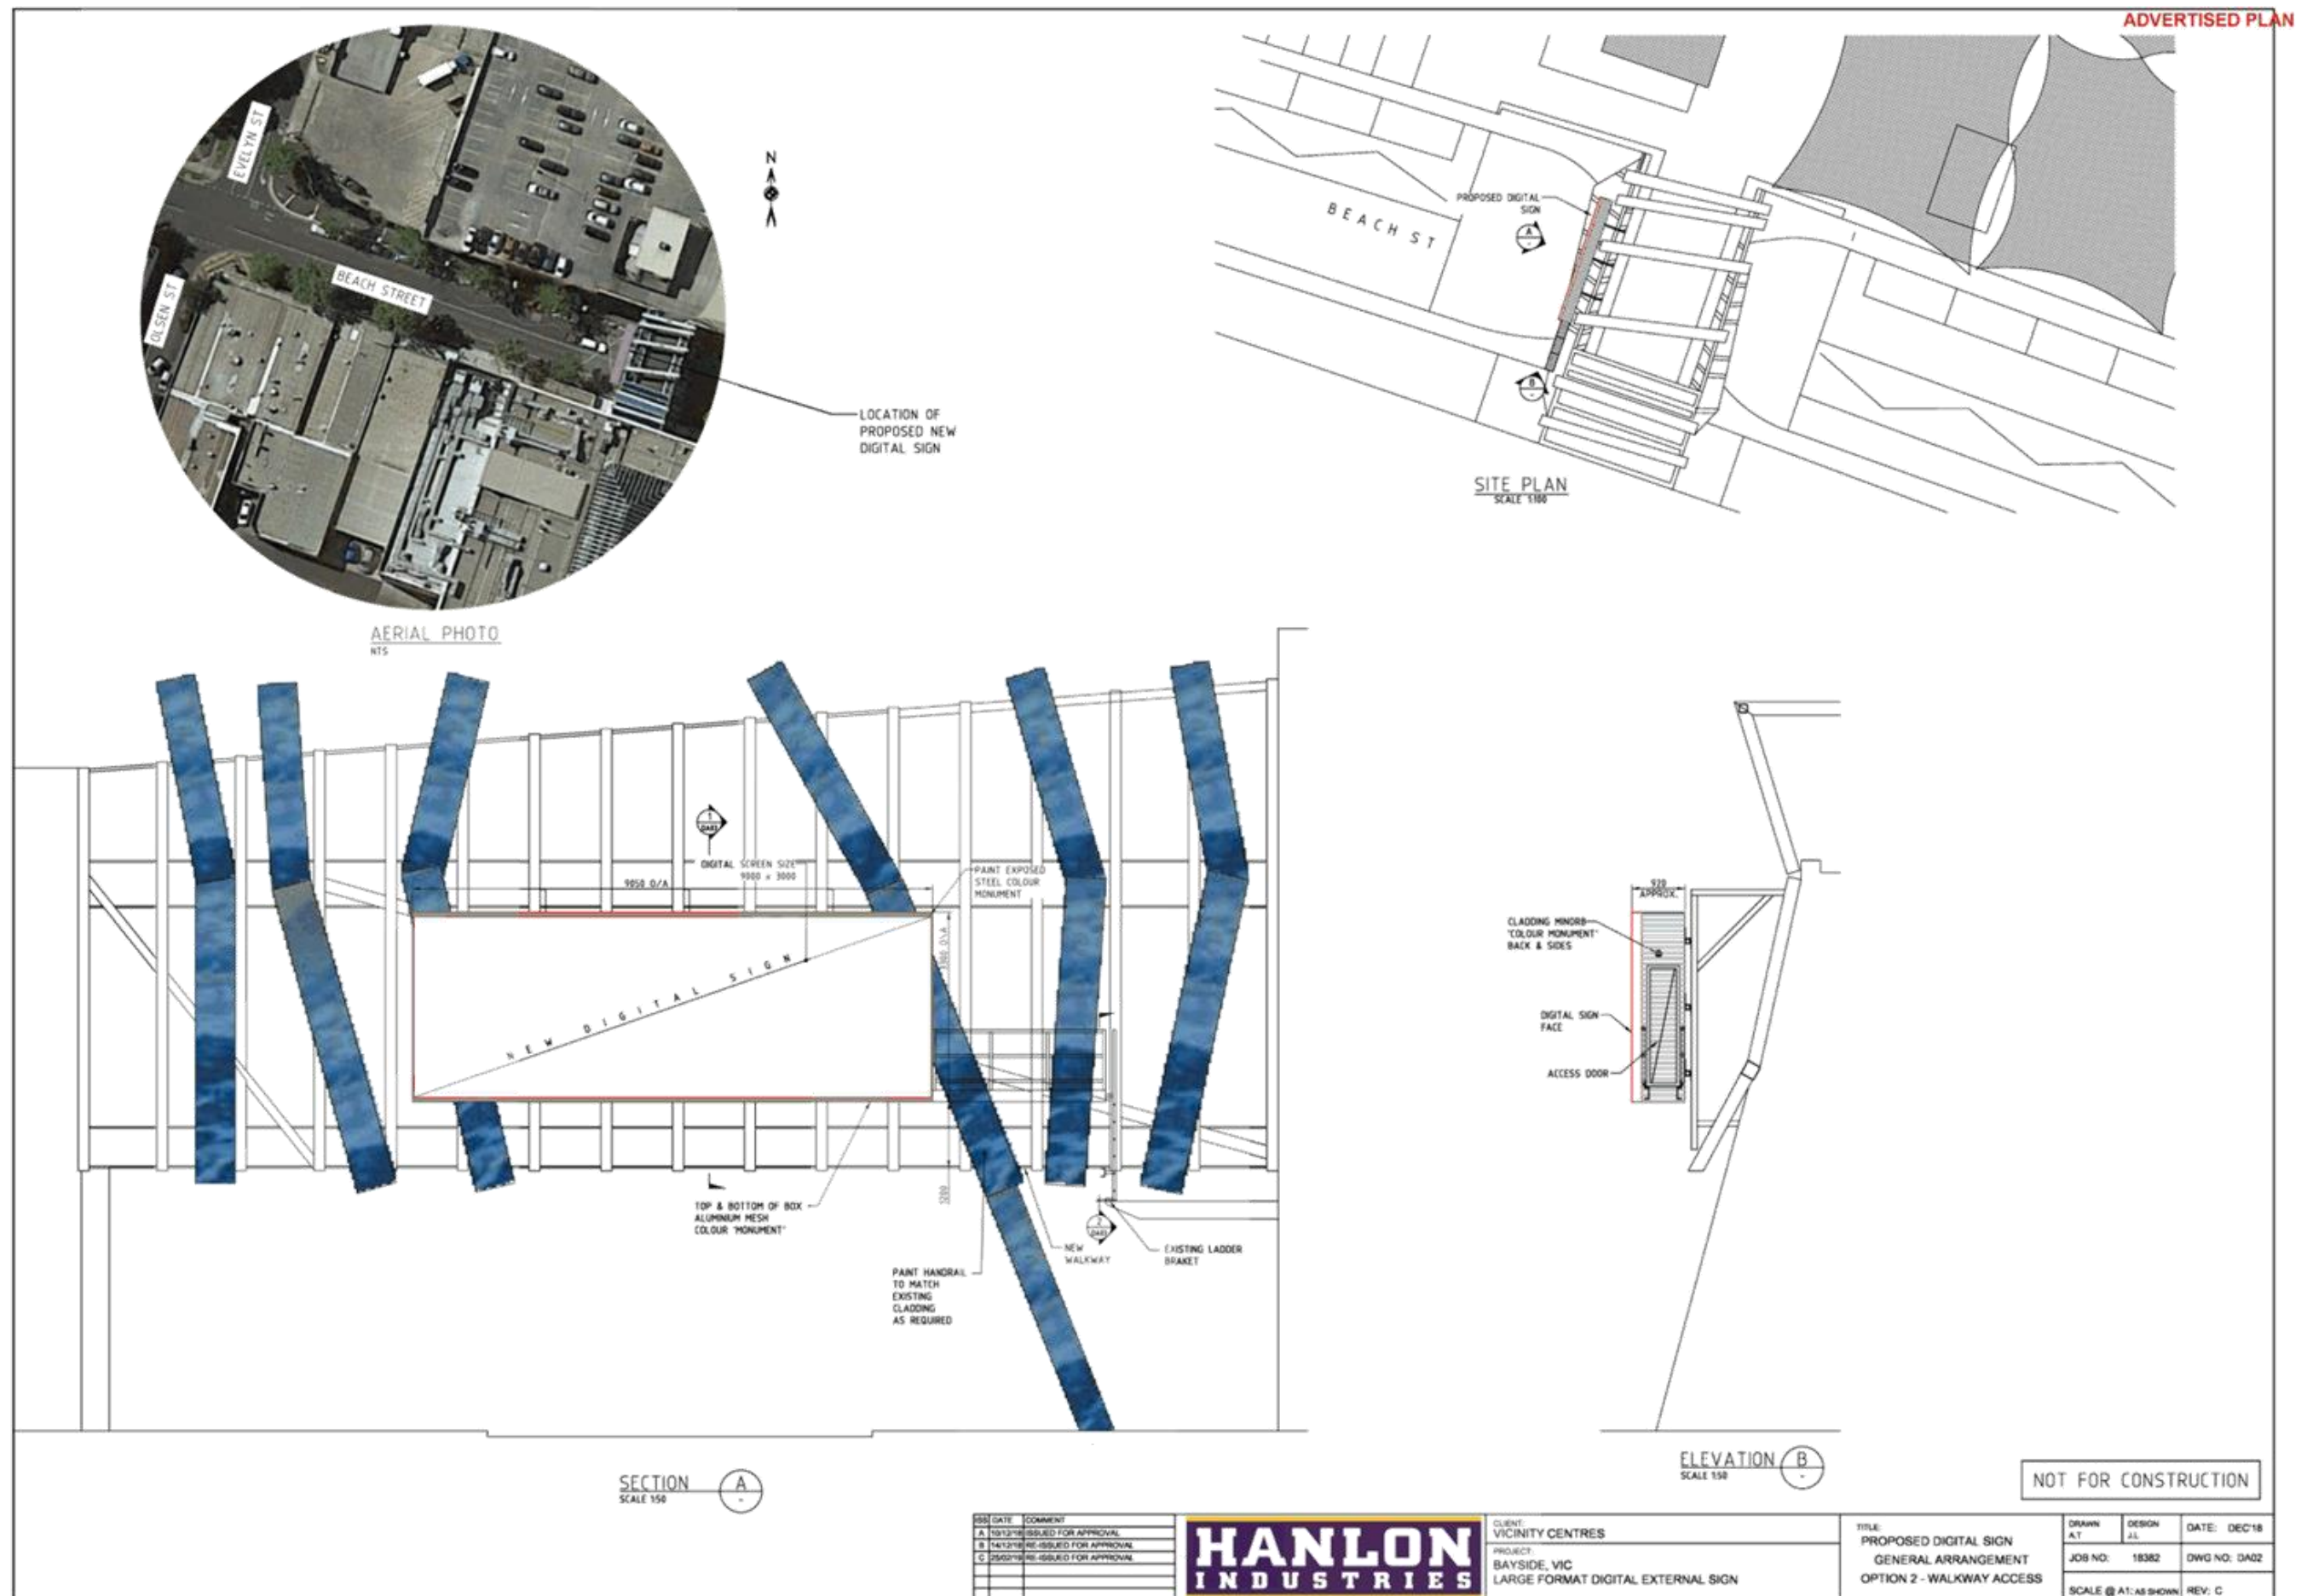 ADVERTISED PLAN
EVELYN ST
BEACH STREET
OLSEN ST
N
LOCATION OF
PROPOSED NEW
DIGITAL SIGN
AERIAL PHOTO
NTS
PROPOSED DIGITAL
SIGN
BEACH ST
A
-
B
-
SITE PLAN
SCALE 1:100
1
DA03
DIGITAL SCREEN SIZE
9000 x 3000
9050 O/A
PAINT EXPOSED
STEEL COLOUR
MONUMENT
3300 O\A
NEW DIGITAL SIGN
1200
TOP & BOTTOM OF BOX
ALUMINIUM MESH
COLOUR 'MONUMENT'
PAINT HANDRAIL
TO MATCH
EXISTING
CLADDING
AS REQUIRED
NEW
WALKWAY
2
DA03
EXISTING LADDER
BRAKET
SECTION A
-
SCALE 1:50
920
APPROX.
CLADDING MINORB
'COLOUR MONUMENT'
BACK & SIDES
DIGITAL SIGN
FACE
ACCESS DOOR
ELEVATION B
-
SCALE 1:50
NOT FOR CONSTRUCTION
ISS DATE COMMENT
A 10/12/18 ISSUED FOR APPROVAL
B 14/12/18 RE-ISSUED FOR APPROVAL
C 25/02/19 RE-ISSUED FOR APPROVAL
HANLON
INDUSTRIES
CLIENT:
VICINITY CENTRES
PROJECT:
BAYSIDE, VIC
LARGE FORMAT DIGITAL EXTERNAL SIGN
TITLE:
PROPOSED DIGITAL SIGN
GENERAL ARRANGEMENT
OPTION 2 - WALKWAY ACCESS
DRAWN
A.T
DESIGN
J.L
DATE: DEC'18
JOB NO: 18382
DWG NO: DA02
SCALE @ A1: AS SHOWN
REV: C